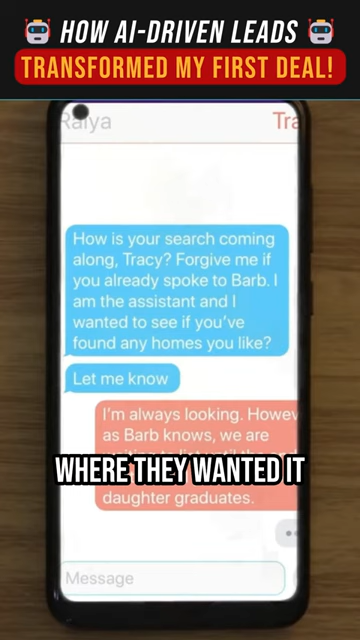 HOW AI-DRIVEN LEADS
TRANSFORMED MY FIRST DEAL!
Raiya
Tra
How is your search coming
along, Tracy? Forgive me if
you already spoke to Barb. I
am the assistant and I
wanted to see if you've
found any homes you like?
Let me know
I'm always looking. Howev
as Barb knows, we are
WHERE THEY WANTED IT
daughter graduates.
Message